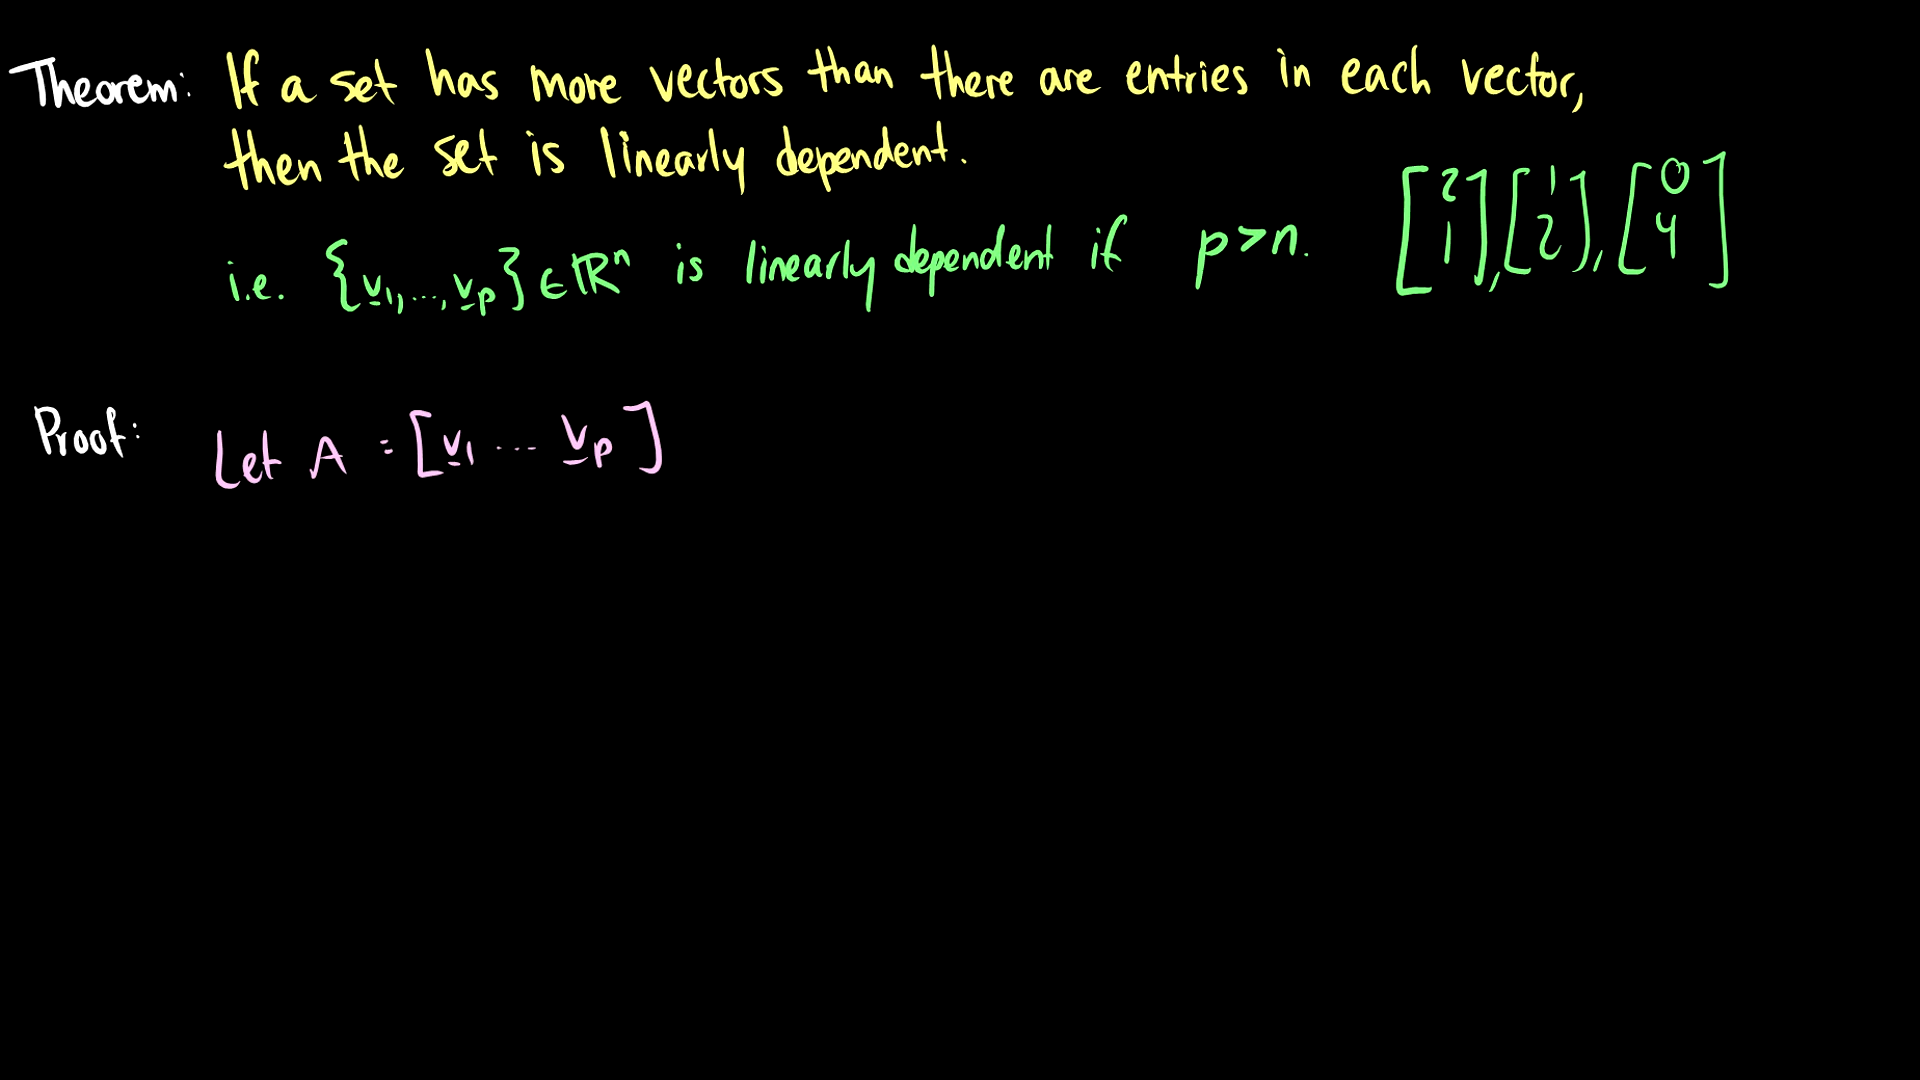 Theorem: If a set has more vectors than there are entries in each vector,
then the set is linearly dependent.
i.e. {v₁, ..., vₚ} ∈ ℝⁿ is linearly dependent if p > n. [2 1], [1 2], [0 4]
Proof: Let A = [v₁ ... vₚ]